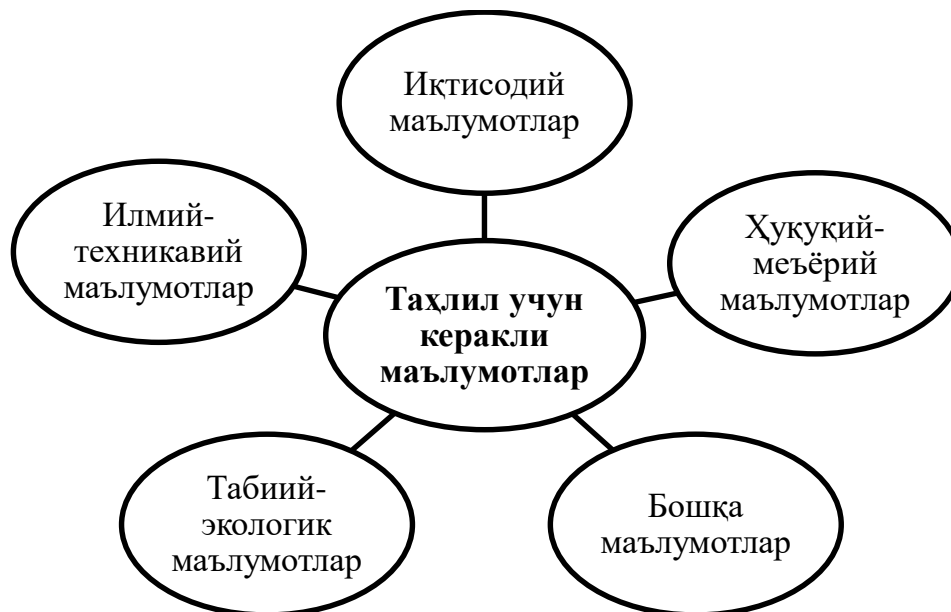 Иқтисодий
маълумотлар
Илмий-
техникавий
маълумотлар
Ҳуқуқий-
меъёрий
маълумотлар
Таҳлил учун
керакли
маълумотлар
Табиий-
экологик
маълумотлар
Бошқа
маълумотлар